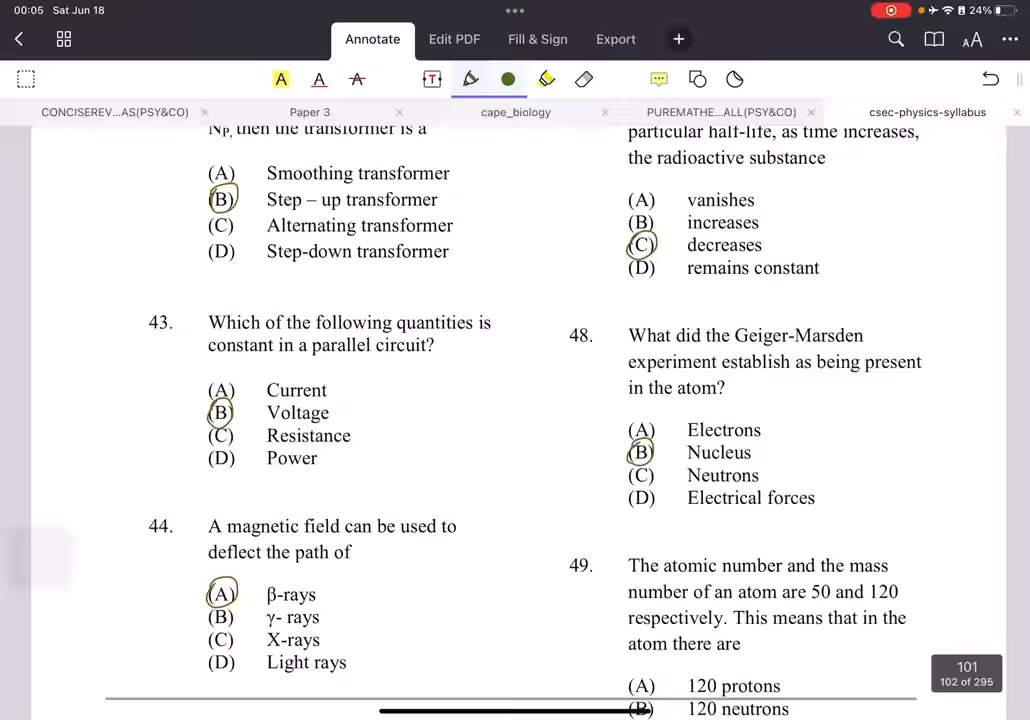 00:05 Sat Jun 18
24%
Annotate
Edit PDF
Fill & Sign
Export
+
AA
A A A T
CONCISEREV...AS(PSY&CO) ×
Paper 3 ×
cape_biology ×
PUREMATHE...ALL(PSY&CO) ×
csec-physics-syllabus ×
NP, then the transformer is a
(A) Smoothing transformer
(B) Step – up transformer
(C) Alternating transformer
(D) Step-down transformer
43. Which of the following quantities is
constant in a parallel circuit?
(A) Current
(B) Voltage
(C) Resistance
(D) Power
44. A magnetic field can be used to
deflect the path of
(A) β-rays
(B) γ- rays
(C) X-rays
(D) Light rays
particular half-life, as time increases,
the radioactive substance
(A) vanishes
(B) increases
(C) decreases
(D) remains constant
48. What did the Geiger-Marsden
experiment establish as being present
in the atom?
(A) Electrons
(B) Nucleus
(C) Neutrons
(D) Electrical forces
49. The atomic number and the mass
number of an atom are 50 and 120
respectively. This means that in the
atom there are
(A) 120 protons
(B) 120 neutrons
101
102 of 295